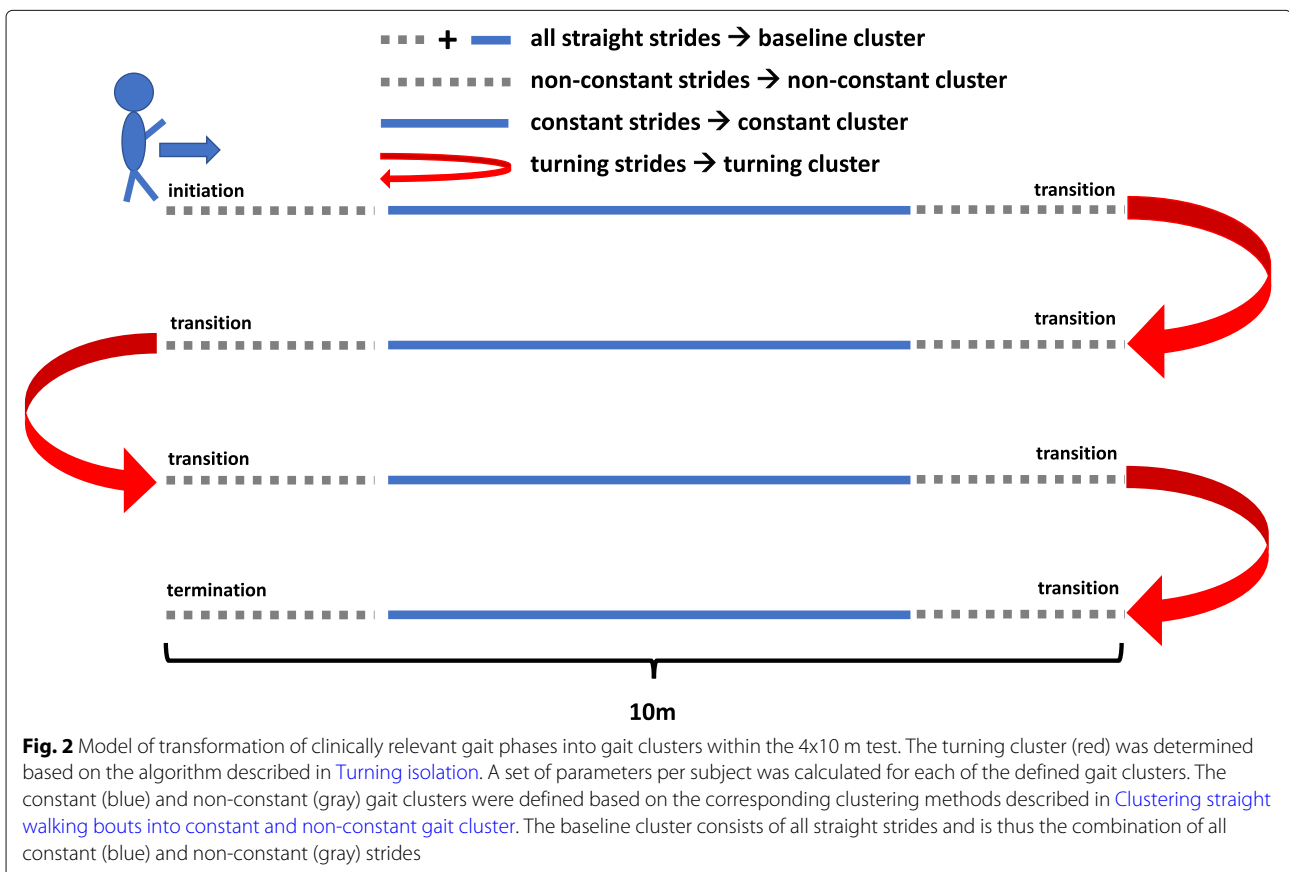 + all straight strides → baseline cluster
non-constant strides → non-constant cluster
constant strides → constant cluster
turning strides → turning cluster
initiation transition
transition transition
transition transition
termination transition
10m
Fig. 2 Model of transformation of clinically relevant gait phases into gait clusters within the 4x10 m test. The turning cluster (red) was determined
based on the algorithm described in Turning isolation. A set of parameters per subject was calculated for each of the defined gait clusters. The
constant (blue) and non-constant (gray) gait clusters were defined based on the corresponding clustering methods described in Clustering straight
walking bouts into constant and non-constant gait cluster. The baseline cluster consists of all straight strides and is thus the combination of all
constant (blue) and non-constant (gray) strides